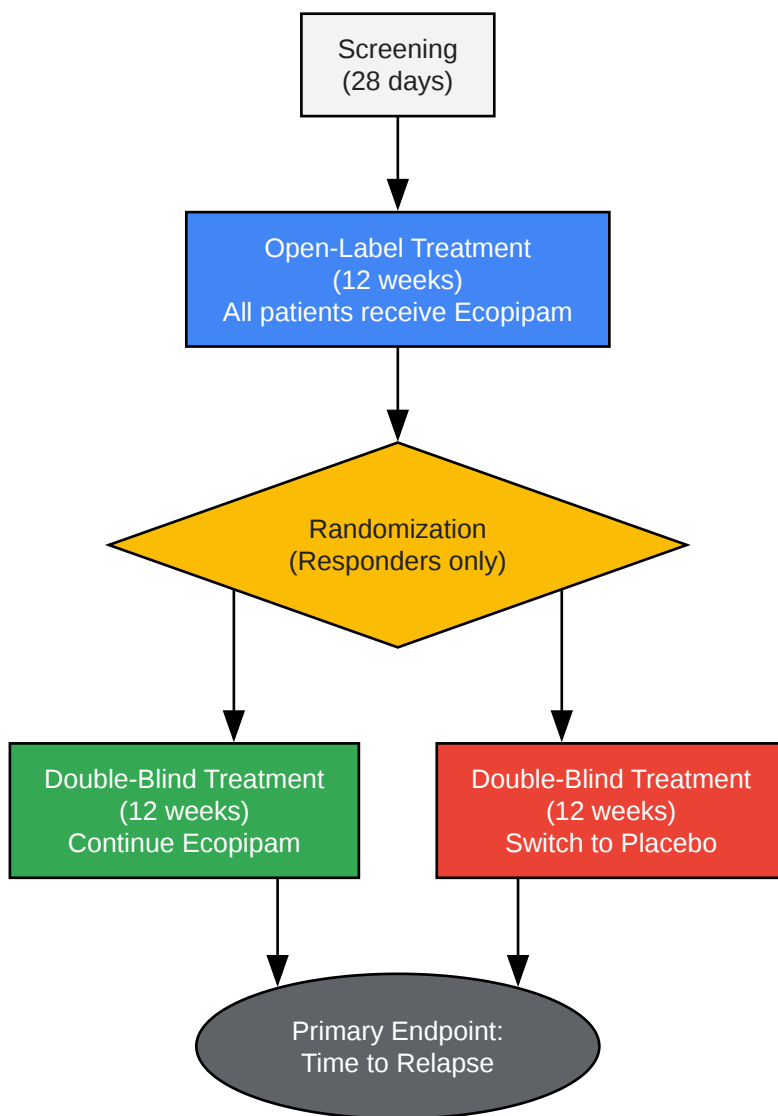 Screening
(28 days)
Open-Label Treatment
(12 weeks)
All patients receive Ecopipam
Randomization
(Responders only)
Double-Blind Treatment
(12 weeks)
Continue Ecopipam
Double-Blind Treatment
(12 weeks)
Switch to Placebo
Primary Endpoint:
Time to Relapse